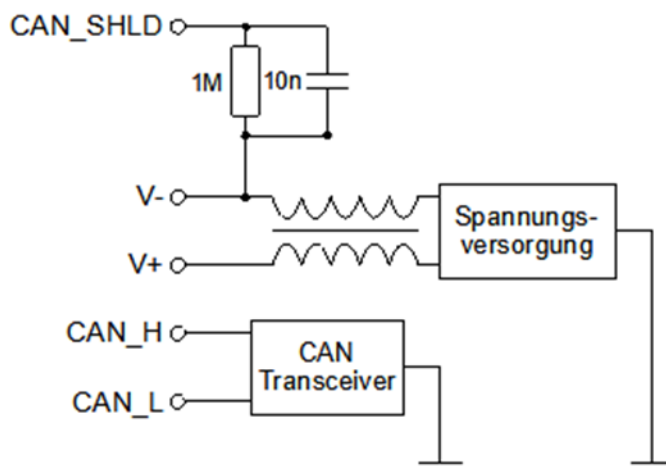 CAN_SHLD
1M
10n
V-
Spannungs-
versorgung
V+
CAN_H
CAN
Transceiver
CAN_L